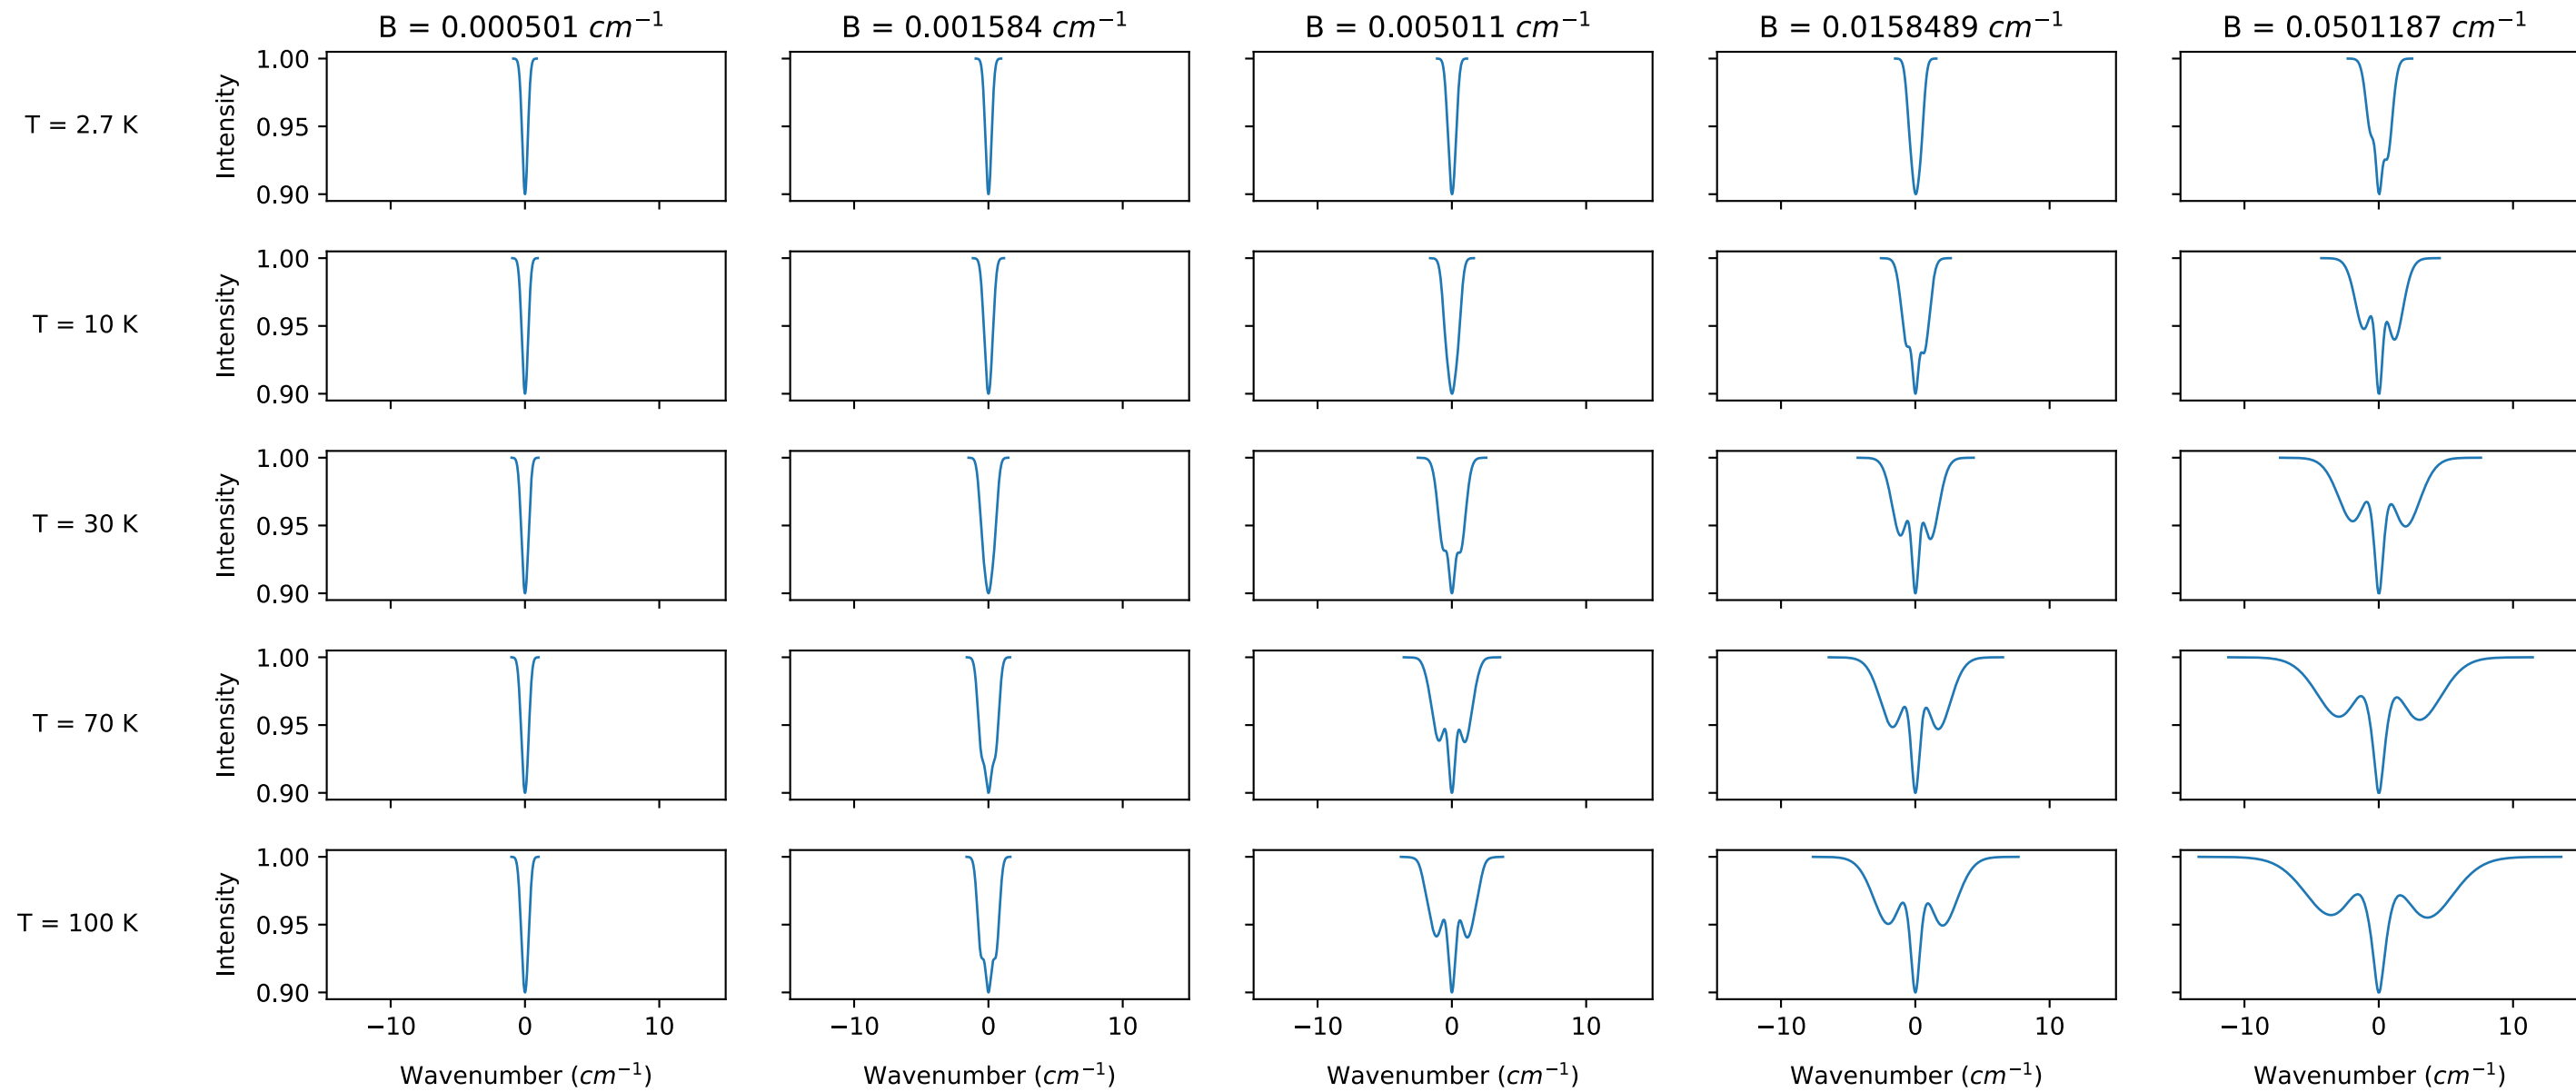 B = 0.000501 cm⁻¹ B = 0.001584 cm⁻¹ B = 0.005011 cm⁻¹ B = 0.0158489 cm⁻¹ B = 0.0501187 cm⁻¹
T = 2.7 K
Intensity
1.00
0.95
0.90
T = 10 K
Intensity
1.00
0.95
0.90
T = 30 K
Intensity
1.00
0.95
0.90
T = 70 K
Intensity
1.00
0.95
0.90
T = 100 K
Intensity
1.00
0.95
0.90
−10 0 10 −10 0 10 −10 0 10 −10 0 10 −10 0 10
Wavenumber (cm⁻¹) Wavenumber (cm⁻¹) Wavenumber (cm⁻¹) Wavenumber (cm⁻¹) Wavenumber (cm⁻¹)